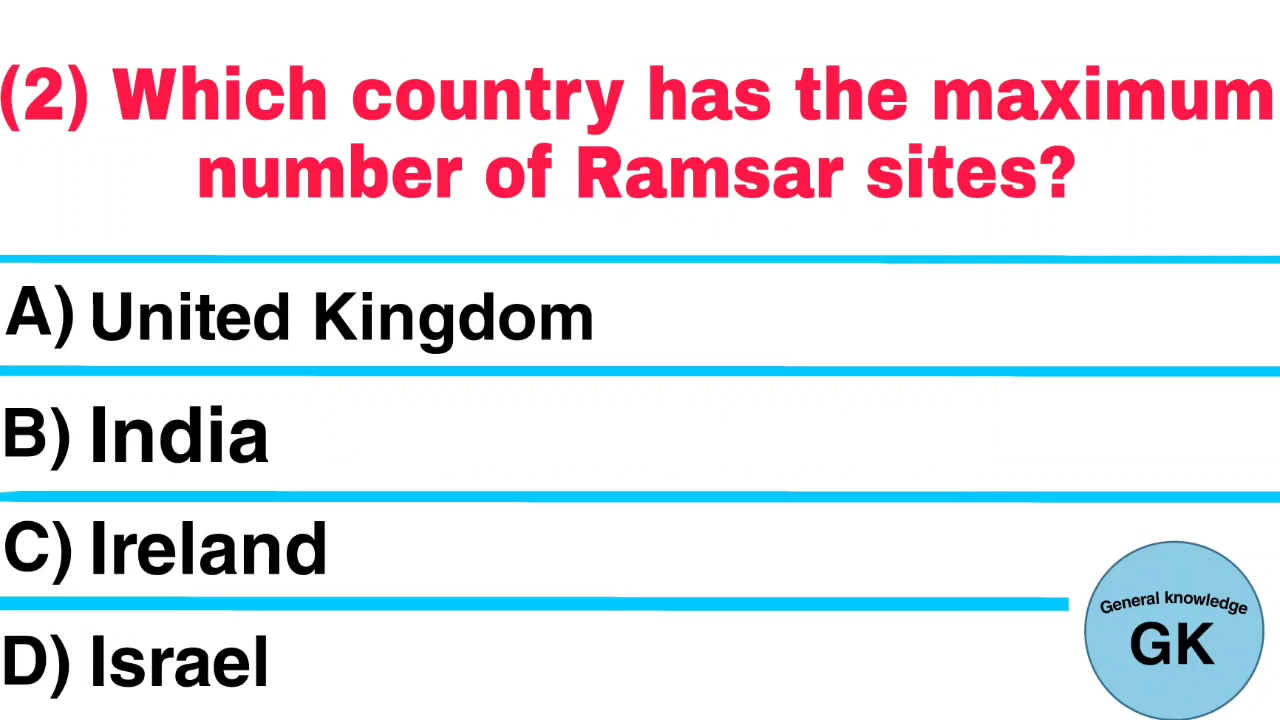 (2) Which country has the maximum
number of Ramsar sites?
A) United Kingdom
B) India
C) Ireland
D) Israel
General knowledge
GK